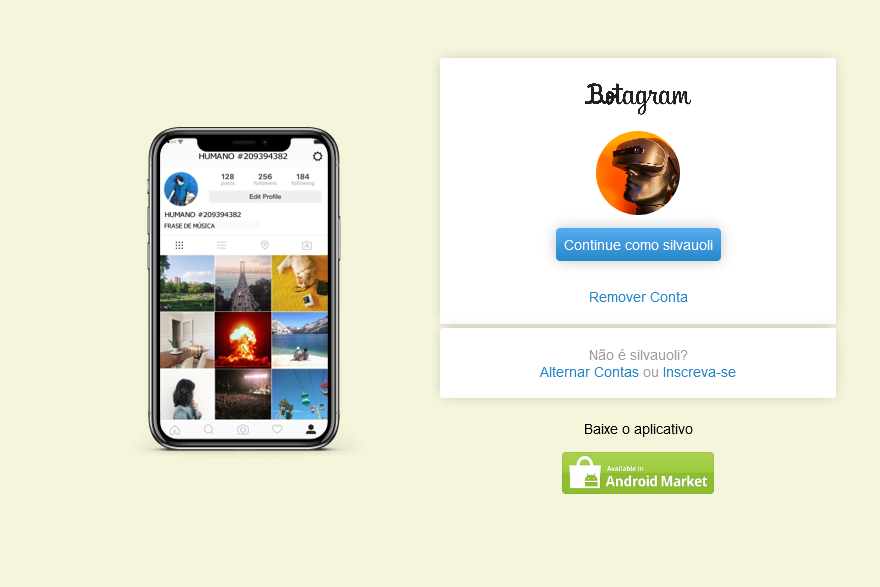 HUMANO #209394382
128
256
184
posts
followers
following
Edit Profile
HUMANO #209394382
FRASE DE MÚSICA
Botagram
Continue como silvauoli
Remover Conta
Não é silvauoli?
Alternar Contas ou Inscreva-se
Baixe o aplicativo
Available in
Android Market